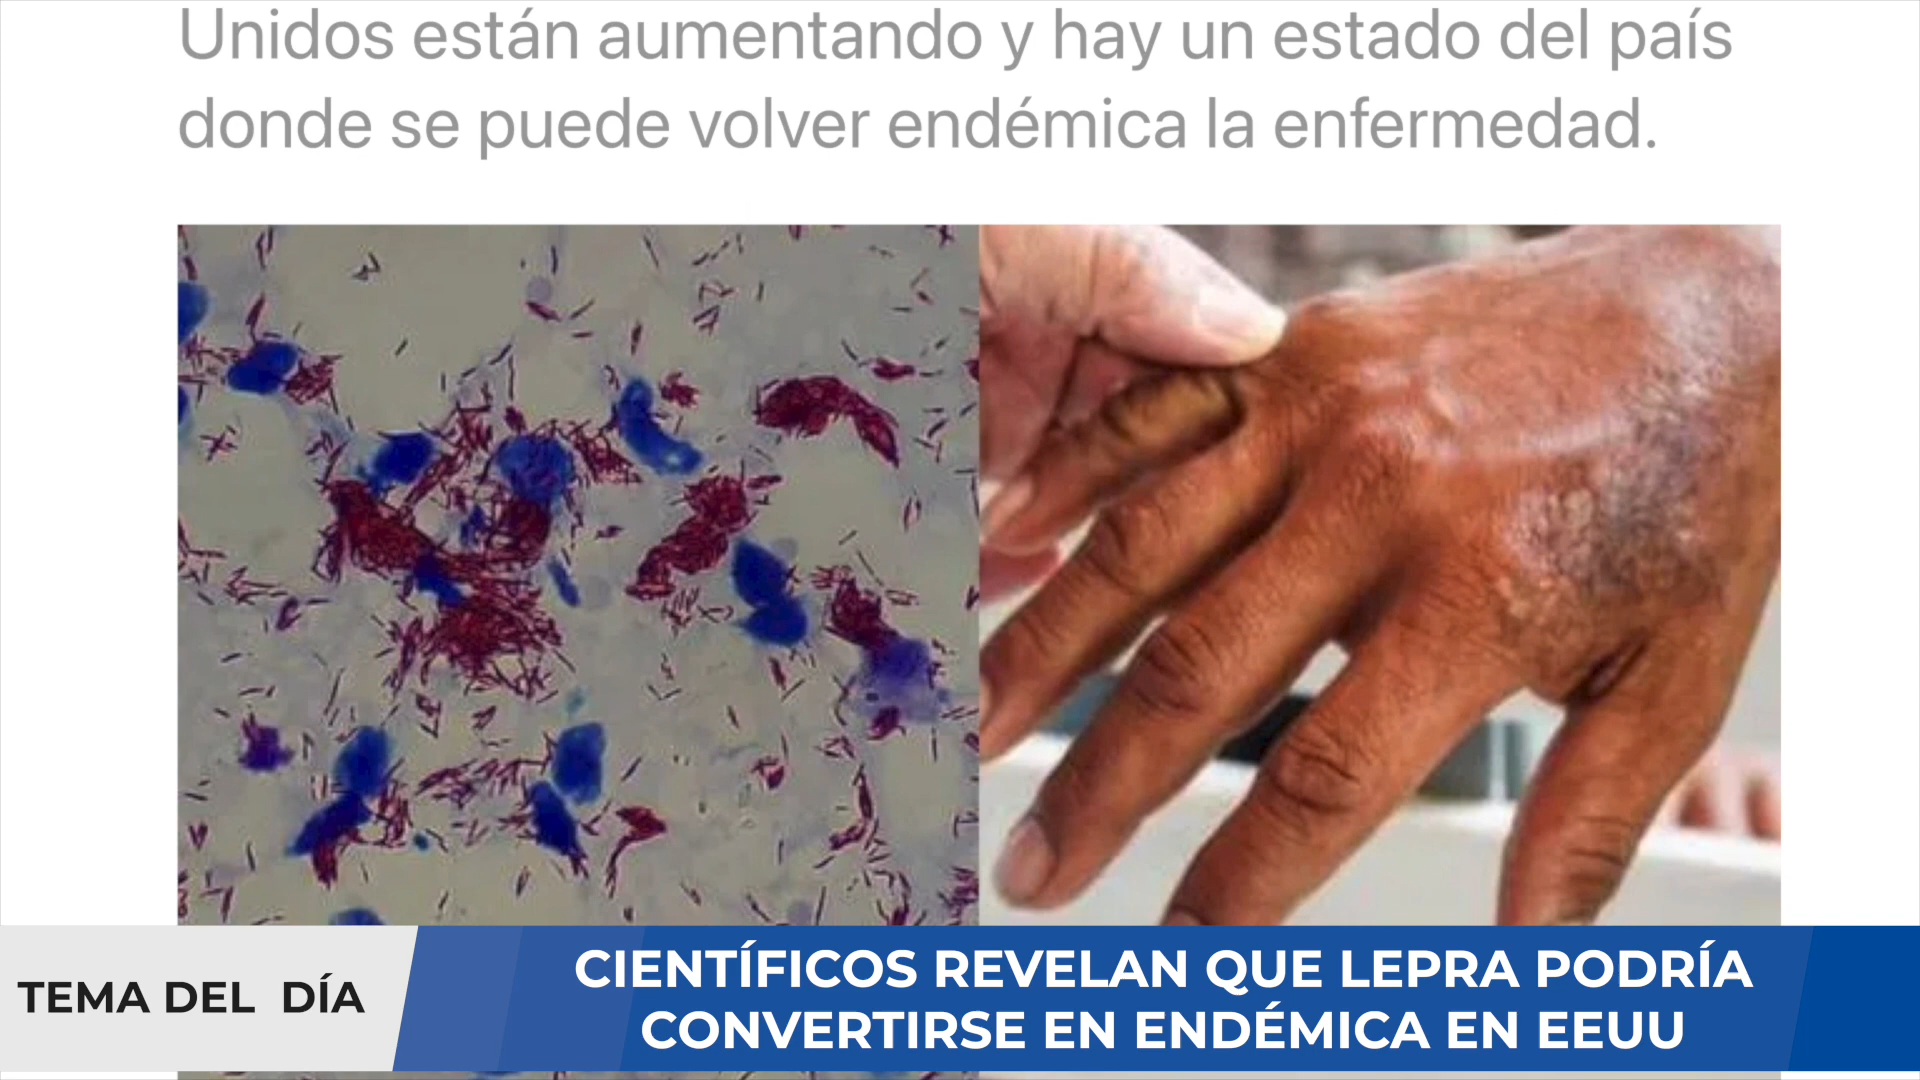 Unidos están aumentando y hay un estado del país
donde se puede volver endémica la enfermedad.
TEMA DEL DÍA
CIENTÍFICOS REVELAN QUE LEPRA PODRÍA
CONVERTIRSE EN ENDÉMICA EN EEUU